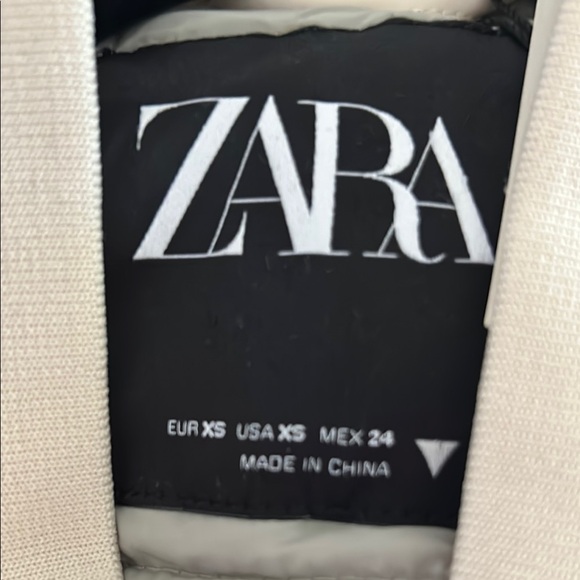 ZARA
EUR XS USA XS MEX 24
MADE IN CHINA